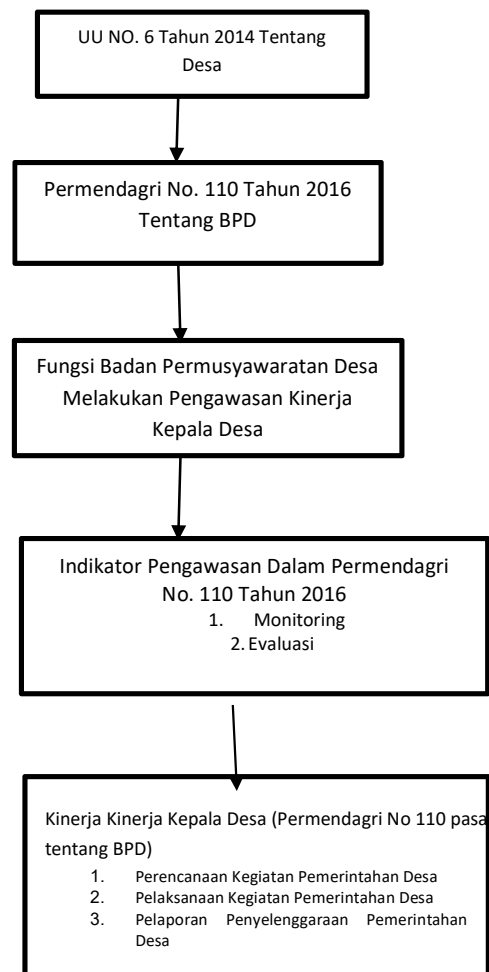 UU NO. 6 Tahun 2014 Tentang
Desa
Permendagri No. 110 Tahun 2016
Tentang BPD
Fungsi Badan Permusyawaratan Desa
Melakukan Pengawasan Kinerja
Kepala Desa
Indikator Pengawasan Dalam Permendagri
No. 110 Tahun 2016
1. Monitoring
2. Evaluasi
Kinerja Kinerja Kepala Desa (Permendagri No 110 pasa
tentang BPD)
1. Perencanaan Kegiatan Pemerintahan Desa
2. Pelaksanaan Kegiatan Pemerintahan Desa
3. Pelaporan Penyelenggaraan Pemerintahan
Desa